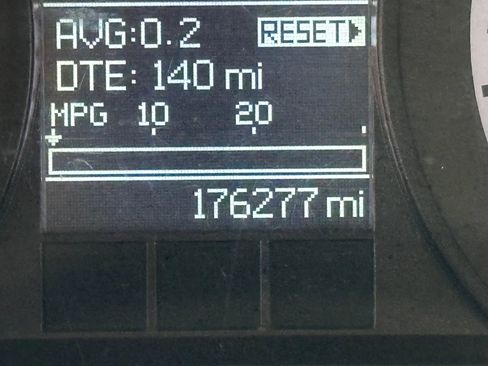 AVG:0.2 RESET
DTE: 140 mi
MPG 10 20
176277 mi